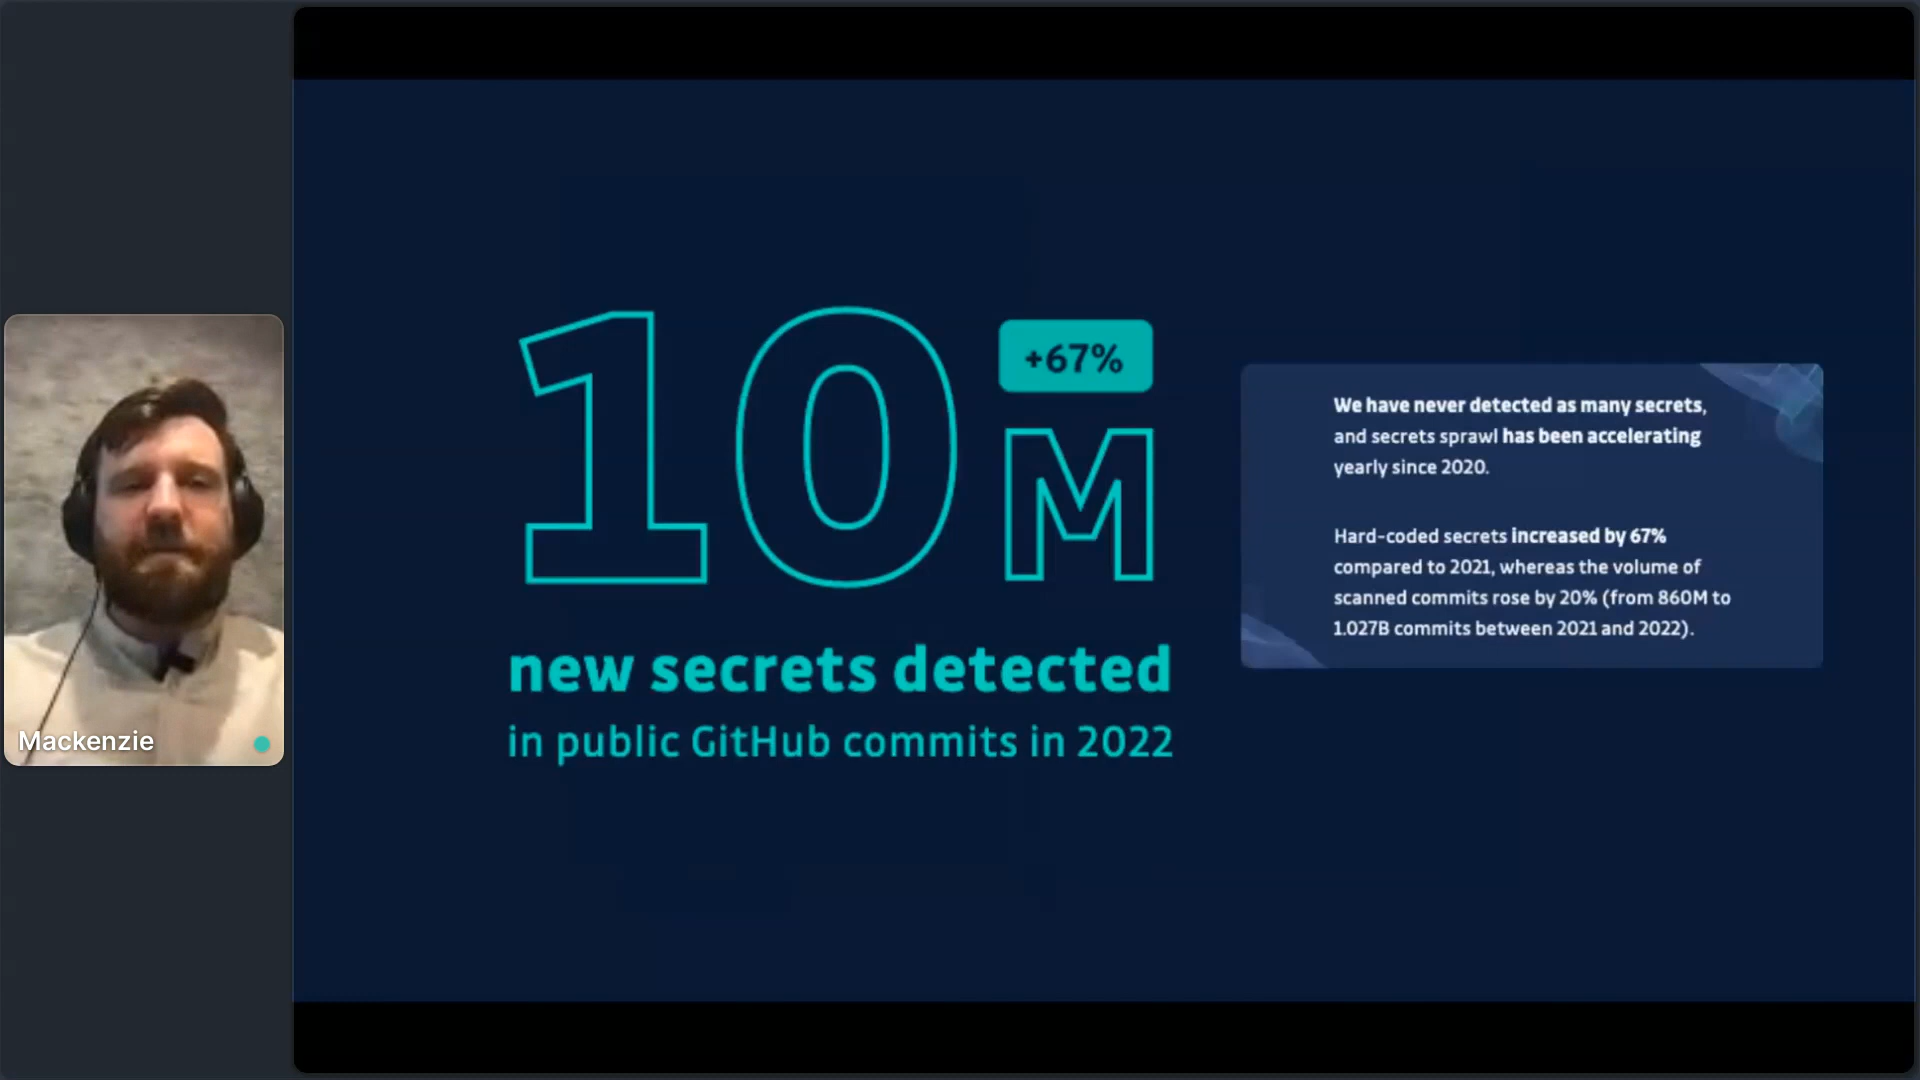 10
+67%
M
new secrets detected
in public GitHub commits in 2022
We have never detected as many secrets,
and secrets sprawl has been accelerating
yearly since 2020.
Hard-coded secrets increased by 67%
compared to 2021, whereas the volume of
scanned commits rose by 20% (from 860M to
1.027B commits between 2021 and 2022).
Mackenzie